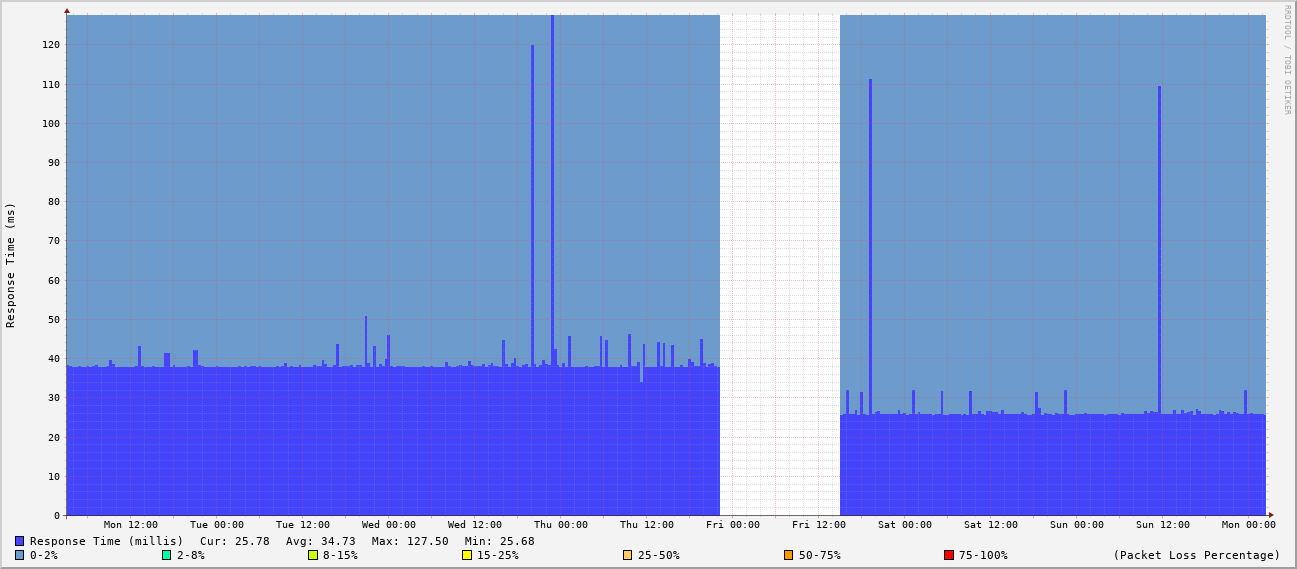 RRDTOOL / TOBI OETIKER
Response Time (ms)
120
110
100
90
80
70
60
50
40
30
20
10
0
Mon 12:00 Tue 00:00 Tue 12:00 Wed 00:00 Wed 12:00 Thu 00:00 Thu 12:00 Fri 00:00 Fri 12:00 Sat 00:00 Sat 12:00 Sun 00:00 Sun 12:00 Mon 00:00
Response Time (millis) Cur: 25.78 Avg: 34.73 Max: 127.50 Min: 25.68
0-2% 2-8% 8-15% 15-25% 25-50% 50-75% 75-100% (Packet Loss Percentage)